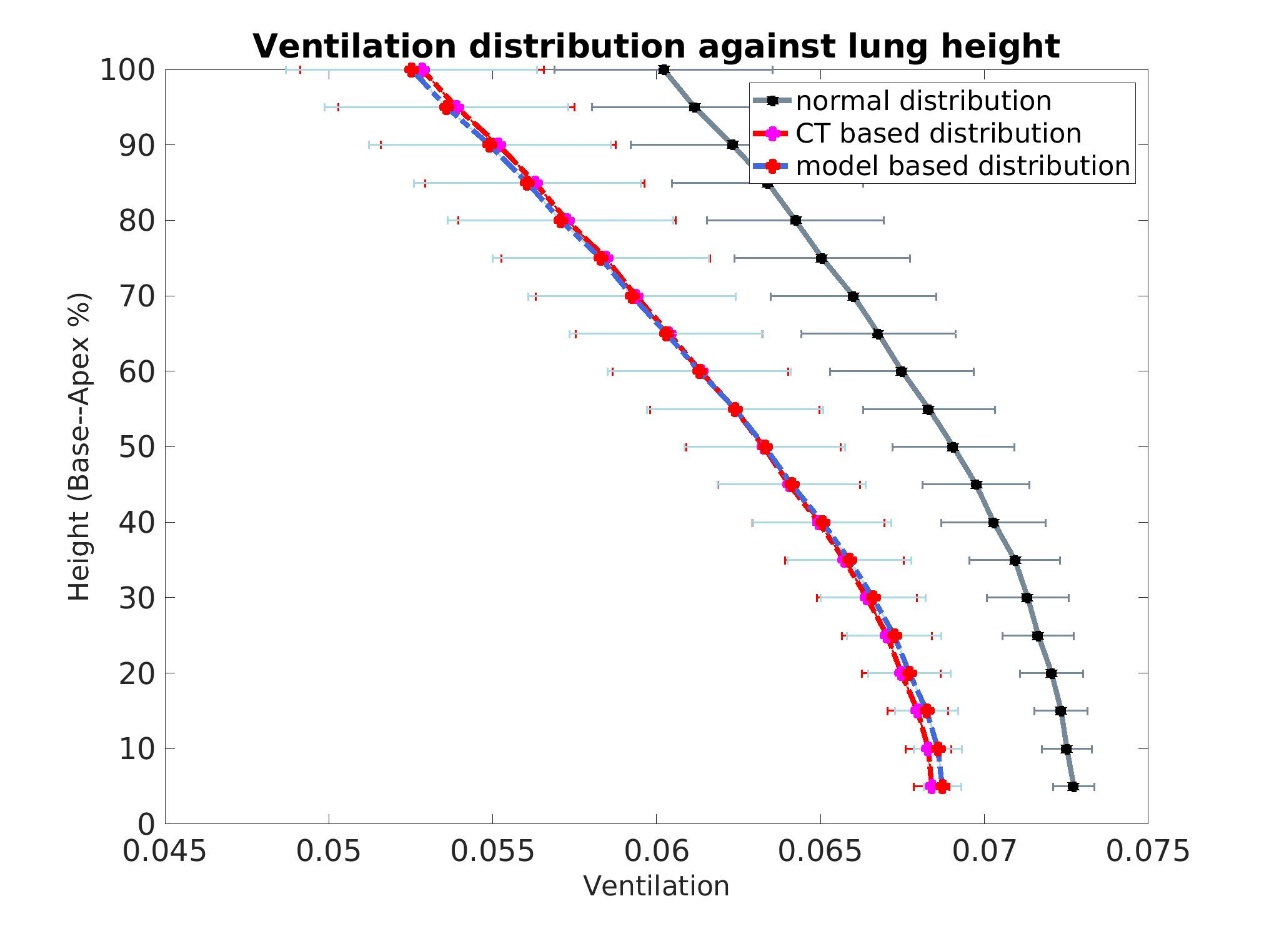 Ventilation distribution against lung height
100
90
80
70
60
50
40
30
20
10
0
Height (Base--Apex %)
normal distribution
CT based distribution
model based distribution
0.045 0.05 0.055 0.06 0.065 0.07 0.075
Ventilation